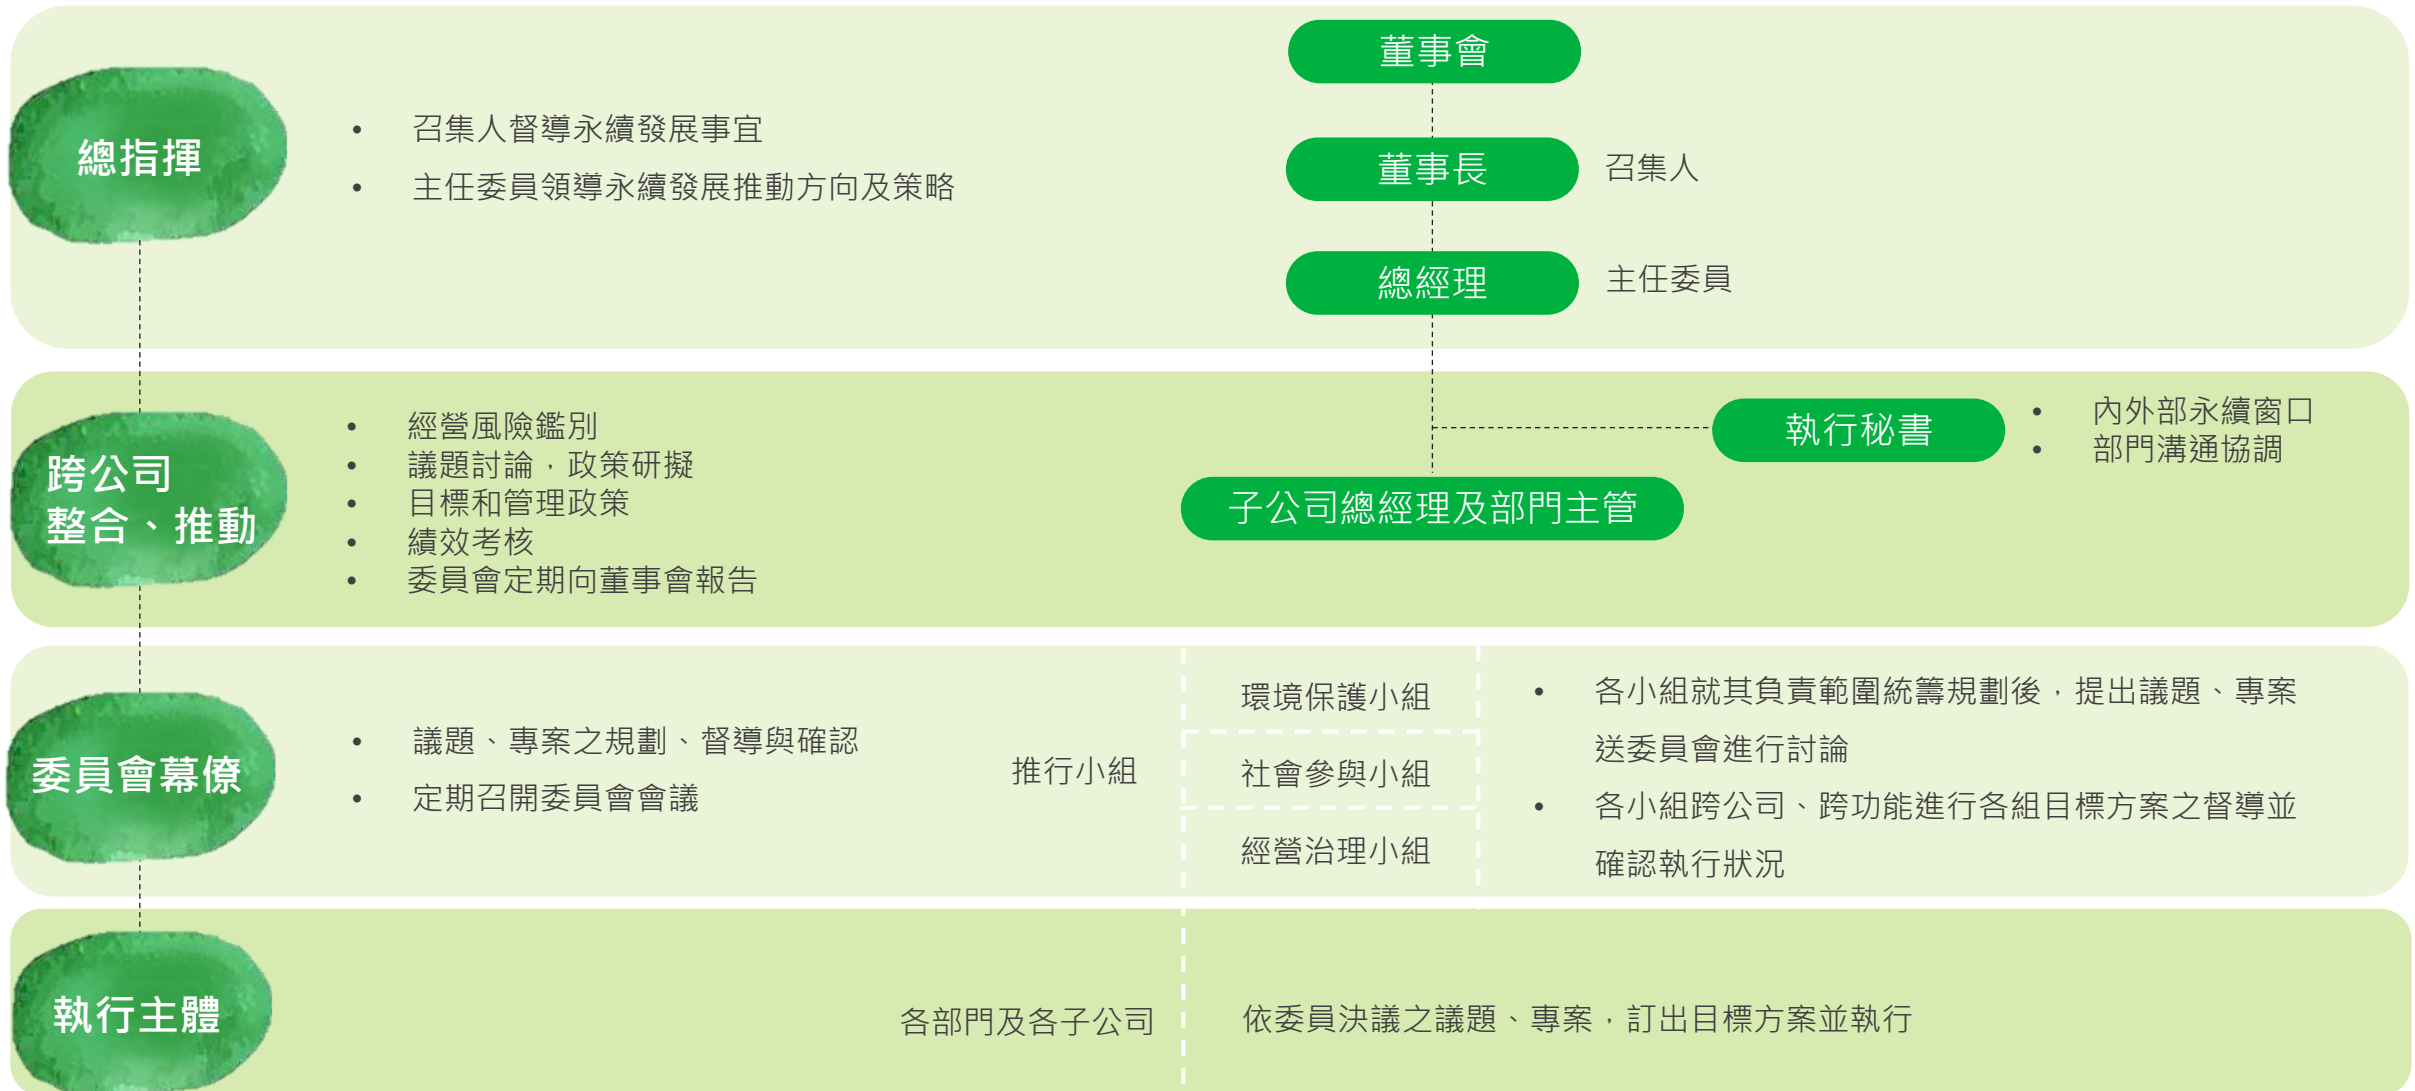 總指揮
• 召集人督導永續發展事宜
• 主任委員領導永續發展推動方向及策略
董事會
董事長
召集人
總經理
主任委員
跨公司
整合、推動
• 經營風險鑑別
• 議題討論，政策研擬
• 目標和管理政策
• 績效考核
• 委員會定期向董事會報告
執行秘書
• 內外部永續窗口
• 部門溝通協調
子公司總經理及部門主管
委員會幕僚
• 議題、專案之規劃、督導與確認
• 定期召開委員會會議
推行小組
環境保護小組
社會參與小組
經營治理小組
• 各小組就其負責範圍統籌規劃後，提出議題、專案
送委員會進行討論
• 各小組跨公司、跨功能進行各組目標方案之督導並
確認執行狀況
執行主體
各部門及各子公司
依委員決議之議題、專案，訂出目標方案並執行